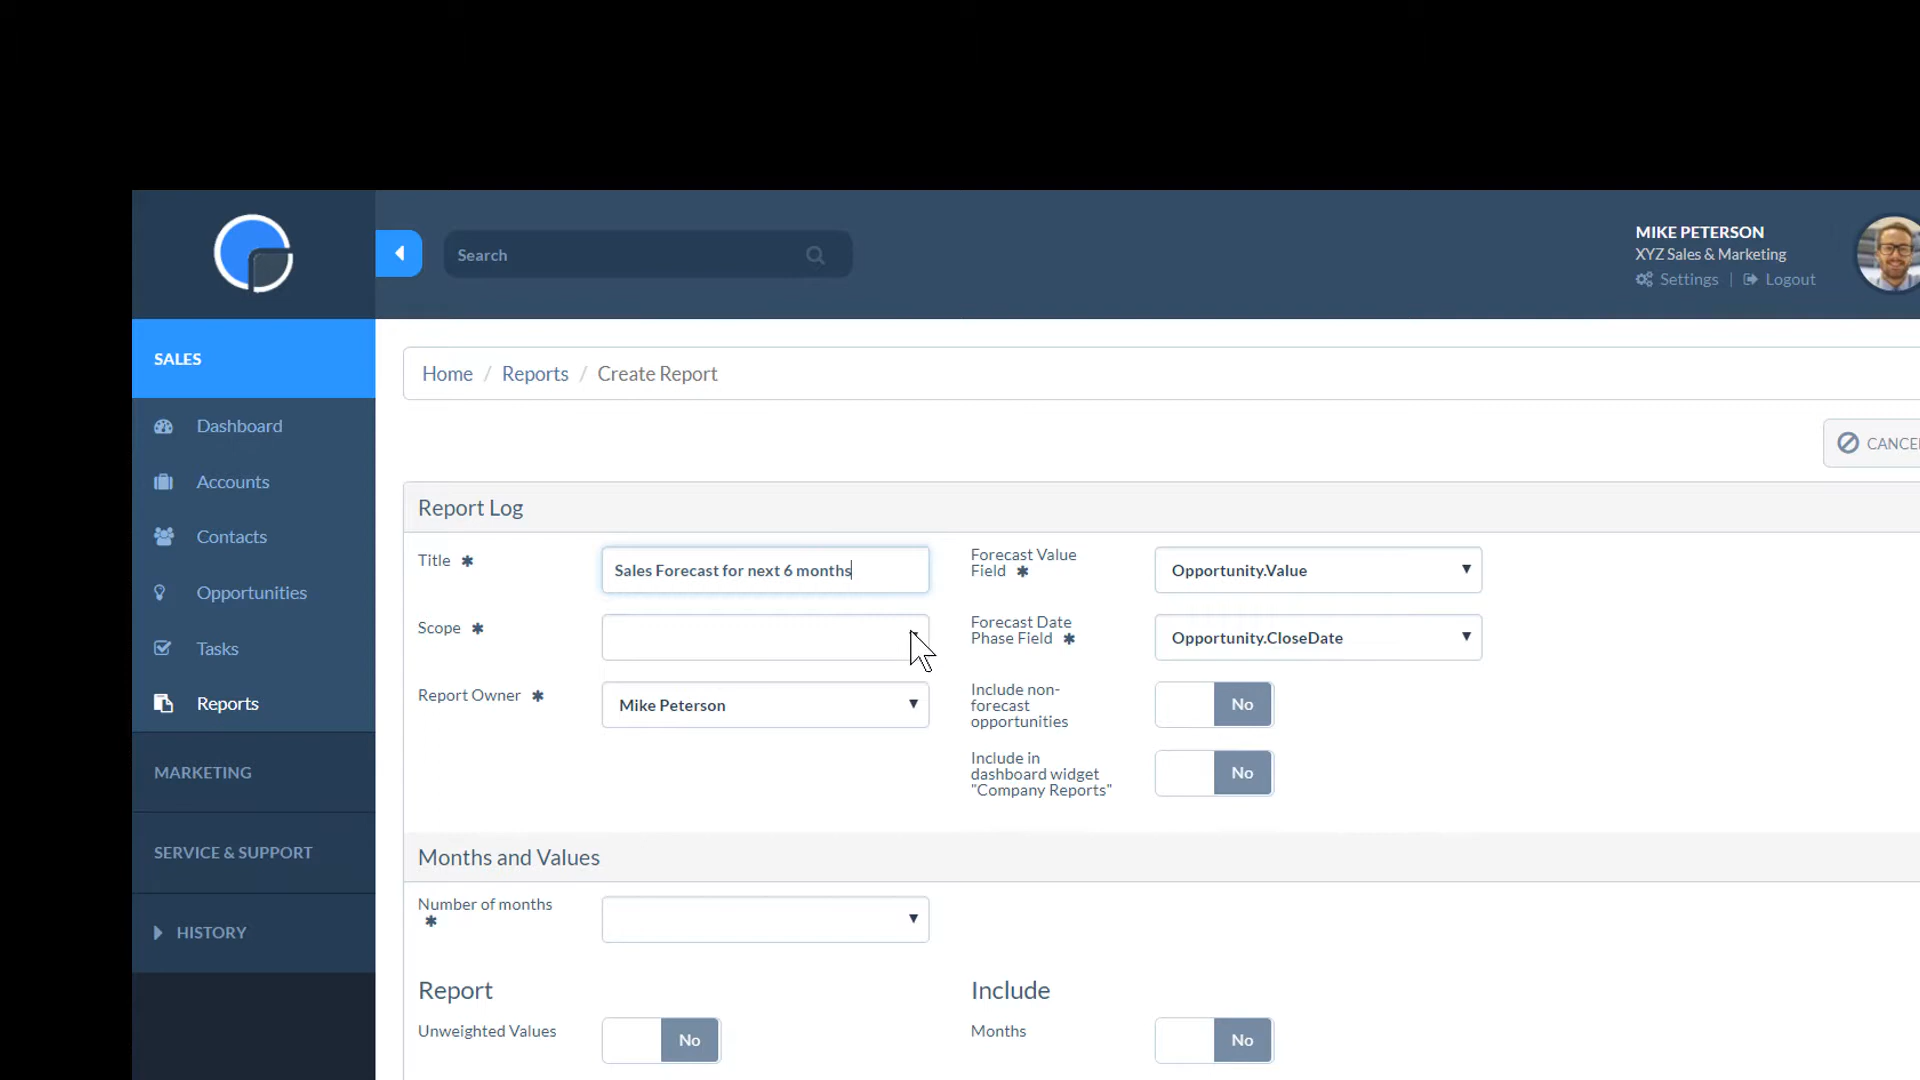 MIKE PETERSON
XYZ Sales & Marketing
Settings | Logout
Search
SALES
Dashboard
Accounts
Contacts
Opportunities
Tasks
Reports
MARKETING
SERVICE & SUPPORT
HISTORY
Home / Reports / Create Report
Report Log
Title ✱
Sales Forecast for next 6 months
Scope ✱
Report Owner ✱
Mike Peterson
Forecast Value
Field ✱
Opportunity.Value
Forecast Date
Phase Field ✱
Opportunity.CloseDate
Include non-
forecast
opportunities
No
Include in
dashboard widget
"Company Reports"
No
Months and Values
Number of months
✱
Report
Unweighted Values
No
Include
Months
No